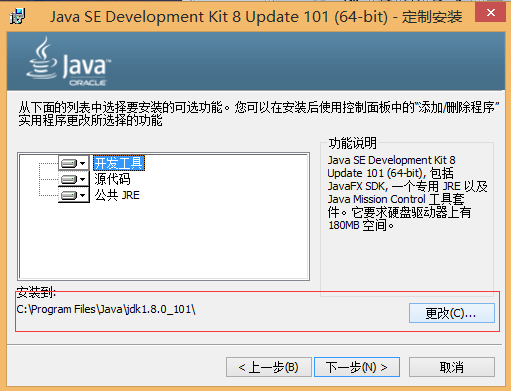 Java SE Development Kit 8 Update 101 (64-bit) - 定制安装
Java
ORACLE
从下面的列表中选择要安装的可选功能。您可以在安装后使用控制面板中的“添加/删除程序”
实用程序更改所选择的功能
开发工具
源代码
公共 JRE
功能说明
Java SE Development Kit 8
Update 101 (64-bit), 包括
JavaFX SDK, 一个专用 JRE 以及
Java Mission Control 工具套
件。它要求硬盘驱动器上有
180MB 空间。
安装到:
C:\Program Files\Java\jdk1.8.0_101\
更改(C)...
< 上一步(B)
下一步(N) >
取消